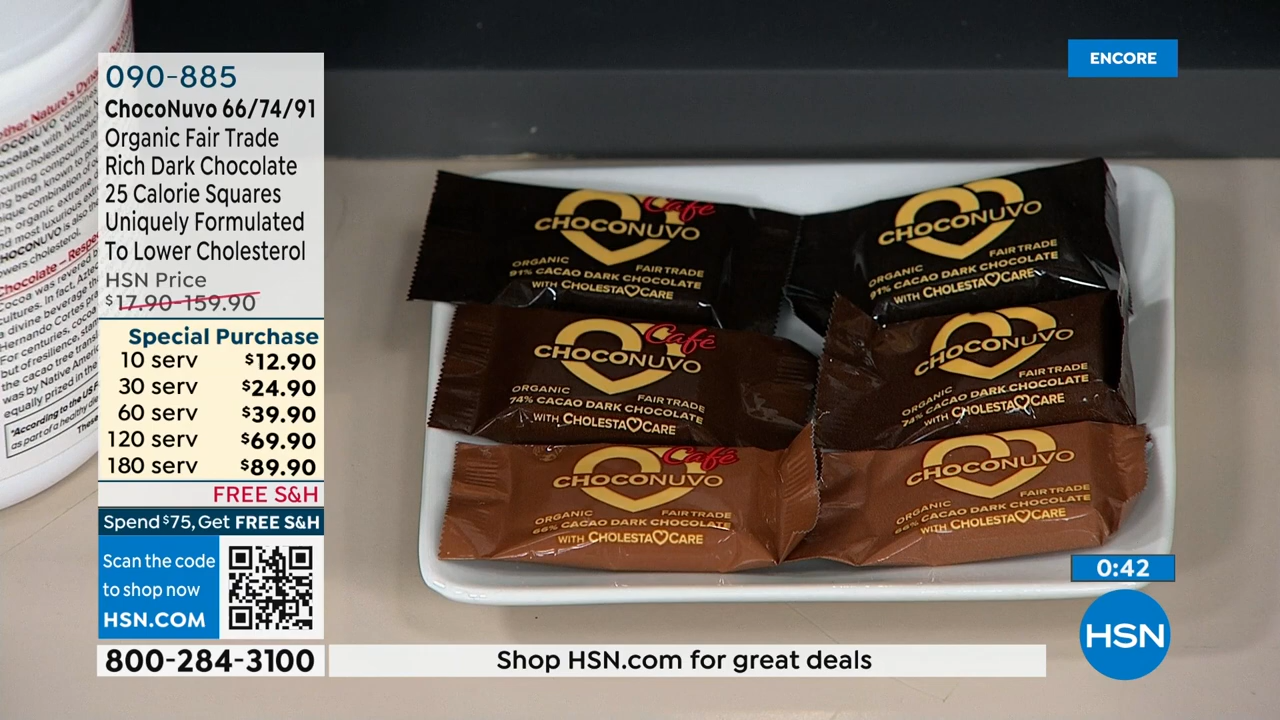 ENCORE
090-885
ChocoNuvo 66/74/91
Organic Fair Trade
Rich Dark Chocolate
25 Calorie Squares
Uniquely Formulated
To Lower Cholesterol
HSN Price
$17.90-159.90
Special Purchase
10 serv $12.90
30 serv $24.90
60 serv $39.90
120 serv $69.90
180 serv $89.90
FREE S&H
Spend $75, Get FREE S&H
Scan the code
to shop now
HSN.COM
800-284-3100
Shop HSN.com for great deals
0:42
HSN
Café
CHOCONUVO
ORGANIC FAIR TRADE
91% CACAO DARK CHOCOLATE
WITH CHOLESTA CARE
CHOCONUVO
ORGANIC FAIR TRADE
91% CACAO DARK CHOCOLATE
WITH CHOLESTA CARE
Café
CHOCONUVO
ORGANIC FAIR TRADE
74% CACAO DARK CHOCOLATE
WITH CHOLESTA CARE
CHOCONUVO
ORGANIC FAIR TRADE
74% CACAO DARK CHOCOLATE
WITH CHOLESTA CARE
Café
CHOCONUVO
ORGANIC FAIR TRADE
66% CACAO DARK CHOCOLATE
WITH CHOLESTA CARE
CHOCONUVO
ORGANIC FAIR TRADE
66% CACAO DARK CHOCOLATE
WITH CHOLESTA CARE